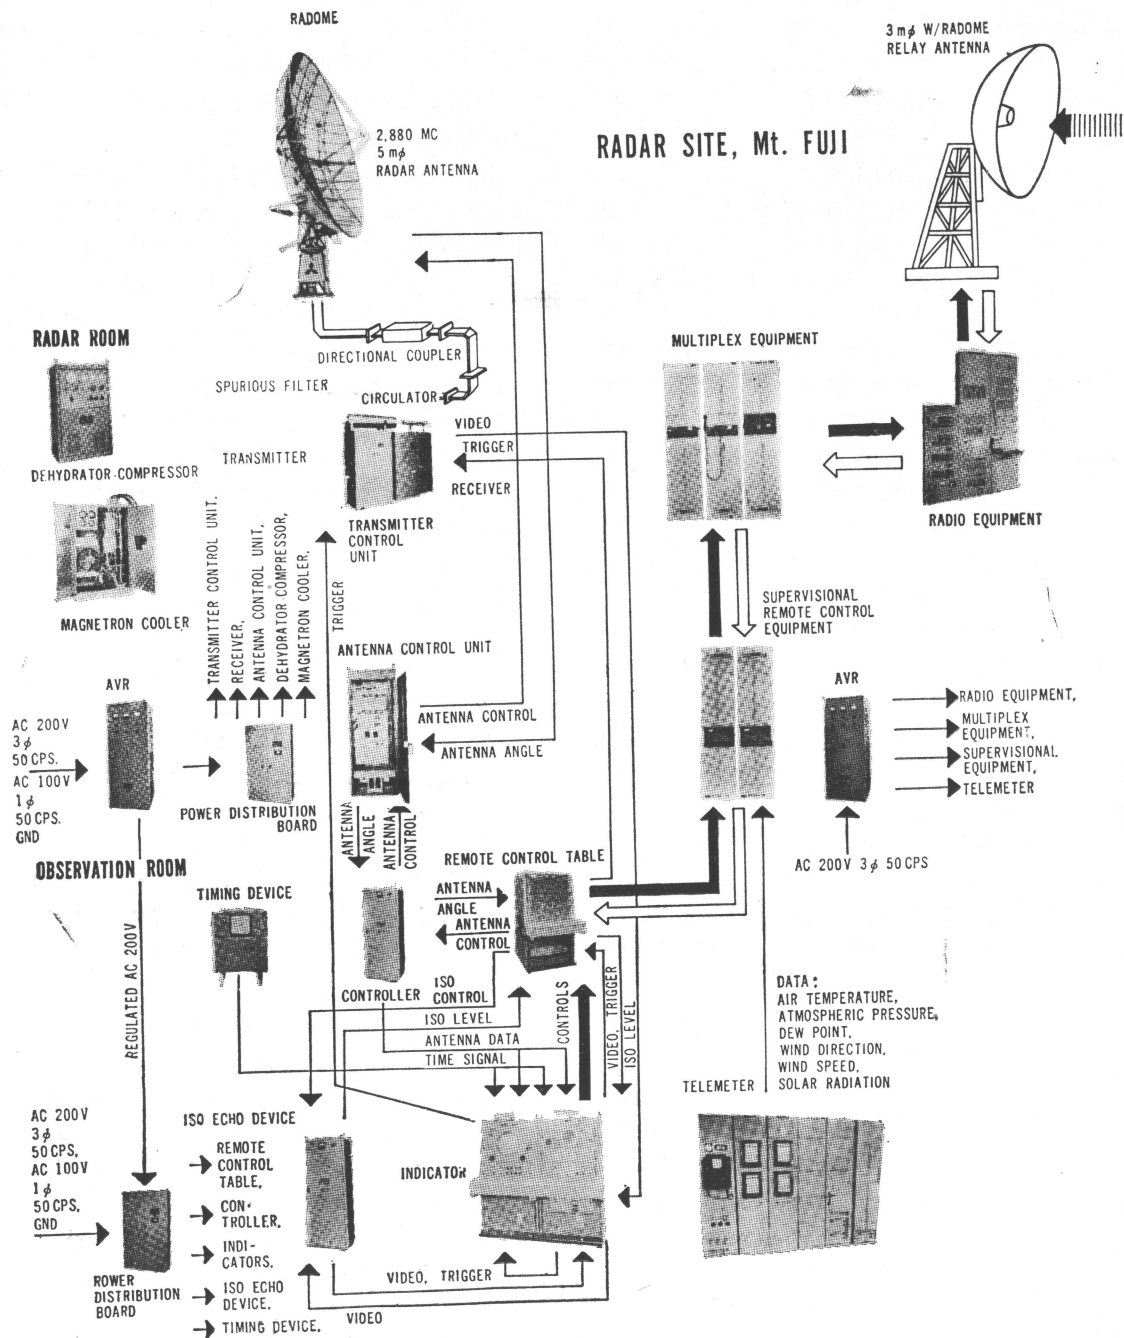 RADOME
3mφ W/RADOME
RELAY ANTENNA
2,880 MC
5mφ
RADAR ANTENNA
RADAR SITE, Mt. FUJI
RADAR ROOM
DIRECTIONAL COUPLER
MULTIPLEX EQUIPMENT
SPURIOUS FILTER
CIRCULATOR
VIDEO
TRIGGER
TRANSMITTER
RECEIVER
DEHYDRATOR-COMPRESSOR
TRANSMITTER
CONTROL
UNIT
RADIO EQUIPMENT
TRANSMITTER CONTROL UNIT.
RECEIVER,
ANTENNA CONTROL UNIT,
DEHYDRATOR-COMPRESSOR,
MAGNETRON COOLER,
TRIGGER
MAGNETRON COOLER
SUPERVISIONAL
REMOTE CONTROL
EQUIPMENT
ANTENNA CONTROL UNIT
AVR
AVR
AC 200V
3φ
50 CPS.
AC 100V
1φ
50 CPS.
GND
ANTENNA CONTROL
ANTENNA ANGLE
RADIO EQUIPMENT,
MULTIPLEX
EQUIPMENT,
SUPERVISIONAL
EQUIPMENT,
TELEMETER
POWER DISTRIBUTION
BOARD
ANTENNA
ANGLE
ANTENNA
CONTROL
AC 200V 3φ 50 CPS
OBSERVATION ROOM
REMOTE CONTROL TABLE
TIMING DEVICE
ANTENNA
ANGLE
ANTENNA
CONTROL
REGULATED AC 200V
CONTROLLER
ISO
CONTROL
ISO LEVEL
ANTENNA DATA
TIME SIGNAL
CONTROLS
VIDEO, TRIGGER
ISO LEVEL
DATA:
AIR TEMPERATURE,
ATMOSPHERIC PRESSURE,
DEW POINT,
WIND DIRECTION,
WIND SPEED,
SOLAR RADIATION
TELEMETER
AC 200V
3φ
50 CPS,
AC 100V
1φ
50 CPS,
GND
ISO ECHO DEVICE
REMOTE
CONTROL
TABLE,
CON-
TROLLER,
INDI-
CATORS.
ISO ECHO
DEVICE,
TIMING DEVICE,
INDICATOR
ROWER
DISTRIBUTION
BOARD
VIDEO, TRIGGER
VIDEO